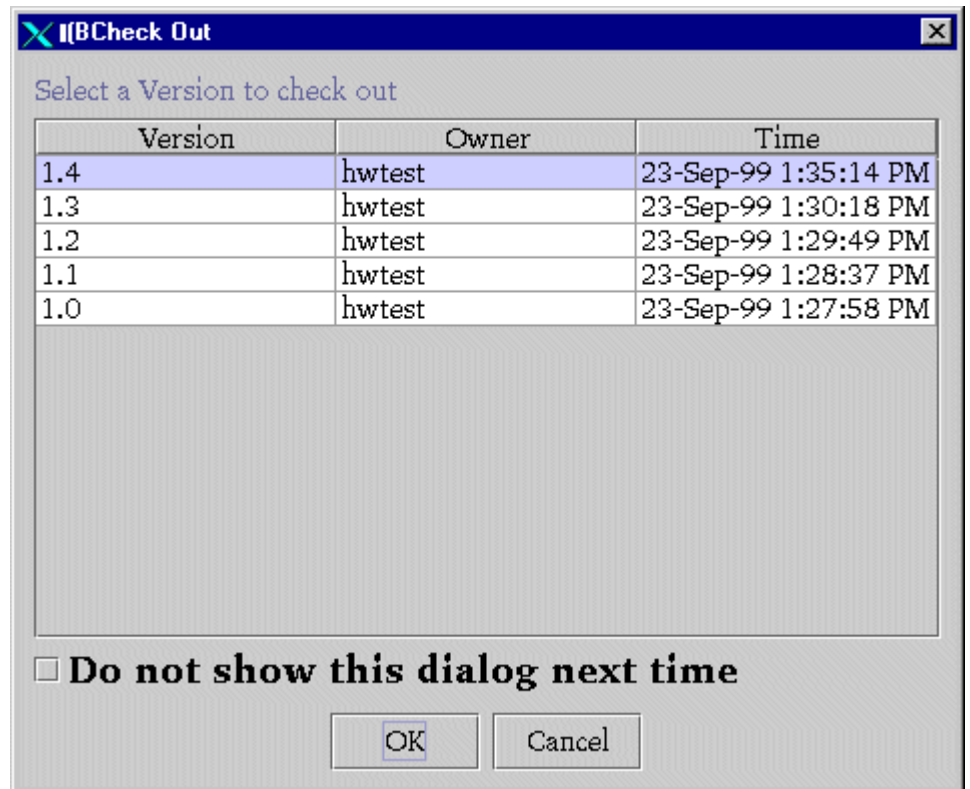 I(BCheck Out
Select a Version to check out
Version Owner Time
1.4 hwtest 23-Sep-99 1:35:14 PM
1.3 hwtest 23-Sep-99 1:30:18 PM
1.2 hwtest 23-Sep-99 1:29:49 PM
1.1 hwtest 23-Sep-99 1:28:37 PM
1.0 hwtest 23-Sep-99 1:27:58 PM
Do not show this dialog next time
OK Cancel